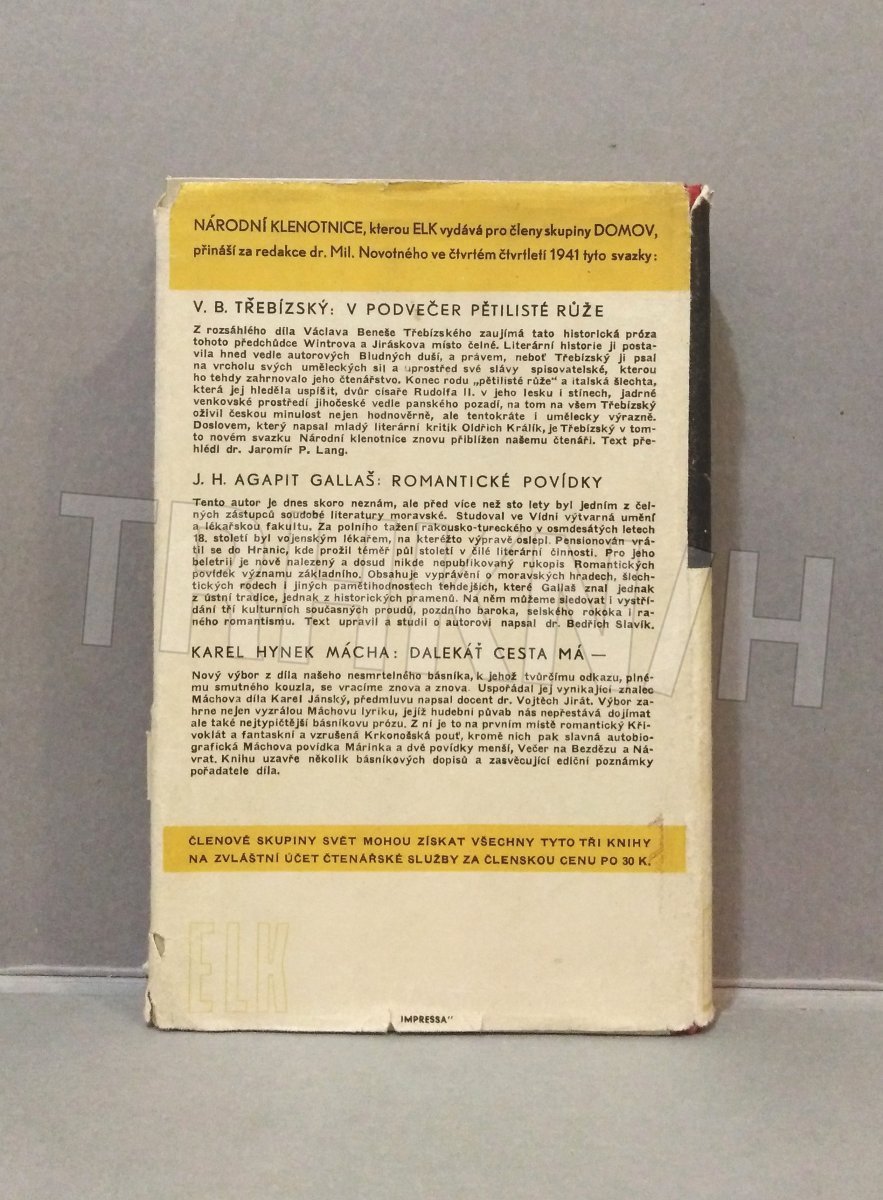 NÁRODNÍ KLENOTNICE, kterou ELK vydává pro členy skupiny DOMOV,
přináší za redakce dr. Mil. Novotného ve čtvrtém čtvrtletí 1941 tyto svazky:
V. B. TŘEBÍZSKÝ: V PODVEČER PĚTILISTÉ RŮŽE
Z rozsáhlého díla Václava Beneše Třebízského zaujímá tato historická próza
tohoto předchůdce Wintrova a Jiráskova místo čelné. Literární historie ji posta-
vila hned vedle autorových Bludných duší, a právem, neboť Třebízský ji psal
na vrcholu svých uměleckých sil a uprostřed své slávy spisovatelské, kterou
ho tehdy zahrnovalo jeho čtenářstvo. Konec rodu „pětilisté růže“ a italská šlechta,
která jej hleděla uspíšit, dvůr císaře Rudolfa II. v jeho lesku i stínech, jadrné
venkovské prostředí jihočeské vedle panského pozadí, na tom na všem Třebízský
oživil českou minulost nejen hodnověrně, ale tentokráte i umělecky výrazně.
Doslovem, který napsal mladý literární kritik Oldřich Králík, je Třebízský v tom-
to novém svazku Národní klenotnice znovu přiblížen našemu čtenáři. Text pře-
hlédl dr. Jaromír P. Lang.
J. H. AGAPIT GALLAŠ: ROMANTICKÉ POVÍDKY
Tento autor je dnes skoro neznám, ale před více než sto lety byl jedním z čel-
ných zástupců soudobé literatury moravské. Studoval ve Vídni výtvarná umění
a lékařskou fakultu. Za polního tažení rakousko-tureckého v osmdesátých letech
18. století byl vojenským lékařem, na kteréžto výpravě oslepl. Pensionován vrá-
til se do Hranic, kde prožil téměř půl století v čilé literární činnosti. Pro jeho
beletrii je nově nalezený a dosud nikde nepublikovaný rukopis Romantických
povídek významu základního. Obsahuje vyprávění o moravských hradech, šlech-
tických rodech i jiných pamětihodnostech tehdejších, které Gallaš znal jednak
z ústní tradice, jednak z historických pramenů. Na něm můžeme sledovat i vystří-
dání tří kulturních současných proudů, pozdního baroka, selského rokoka i ra-
ného romantismu. Text upravil a studii o autorovi napsal dr. Bedřich Slavík.
KAREL HYNEK MÁCHA: DALEKÁŤ CESTA MÁ —
Nový výbor z díla našeho nesmrtelného básníka, k jehož tvůrčímu odkazu, plné-
mu smutného kouzla, se vracíme znova a znova. Uspořádal jej vynikající znalec
Máchova díla Karel Jánský, předmluvu napsal docent dr. Vojtěch Jirát. Výbor za-
hrne nejen vyzrálou Máchovu lyriku, jejíž hudební půvab nás nepřestává dojímat
ale také nejtypičtější básníkovu prózu. Z ní je to na prvním místě romantický Kři-
voklát a fantaskní a vzrušená Krkonošská pouť, kromě nich pak slavná autobio-
grafická Máchova povídka Márinka a dvě povídky menší, Večer na Bezdězu a Ná-
vrat. Knihu uzavře několik básníkových dopisů a zasvěcující ediční poznámky
pořadatele díla.
ČLENOVÉ SKUPINY SVĚT MOHOU ZÍSKAT VŠECHNY TYTO TŘI KNIHY
NA ZVLÁŠTNÍ ÚČET ČTENÁŘSKÉ SLUŽBY ZA ČLENSKOU CENU PO 30 K.
ELK
IMPRESSA“